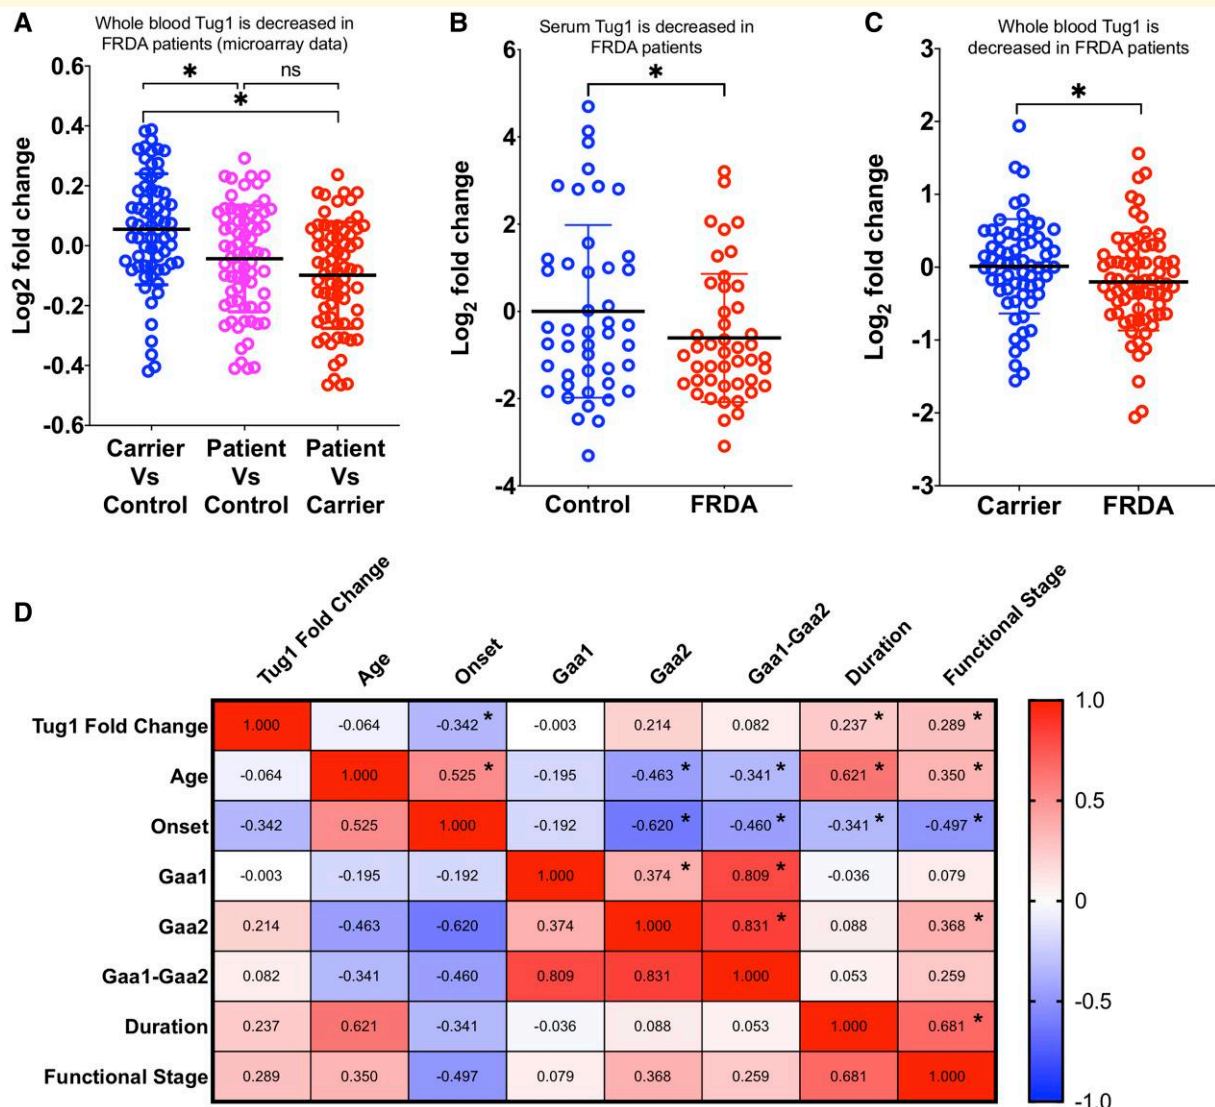 A
Whole blood Tug1 is decreased in
FRDA patients (microarray data)
0.6
0.4
0.2
0.0
-0.2
-0.4
-0.6
Log2 fold change
*
ns
*
Carrier
Vs
Control
Patient
Vs
Control
Patient
Vs
Carrier
B
Serum Tug1 is decreased in
FRDA patients
6
4
2
0
-2
-4
Log2 fold change
*
Control
FRDA
C
Whole blood Tug1 is
decreased in FRDA patients
3
2
1
0
-1
-2
-3
Log2 fold change
*
Carrier
FRDA
D
Tug1 Fold Change Age Onset Gaa1 Gaa2 Gaa1-Gaa2 Duration Functional Stage
Tug1 Fold Change 1.000 -0.064 -0.342 * -0.003 0.214 0.082 0.237 * 0.289 *
Age -0.064 1.000 0.525 * -0.195 -0.463 * -0.341 * 0.621 * 0.350 *
Onset -0.342 0.525 1.000 -0.192 -0.620 * -0.460 * -0.341 * -0.497 *
Gaa1 -0.003 -0.195 -0.192 1.000 0.374 * 0.809 * -0.036 0.079
Gaa2 0.214 -0.463 -0.620 0.374 1.000 0.831 * 0.088 0.368 *
Gaa1-Gaa2 0.082 -0.341 -0.460 0.809 0.831 1.000 0.053 0.259
Duration 0.237 0.621 -0.341 -0.036 0.088 0.053 1.000 0.681 *
Functional Stage 0.289 0.350 -0.497 0.079 0.368 0.259 0.681 1.000
1.0
0.5
0
-0.5
-1.0